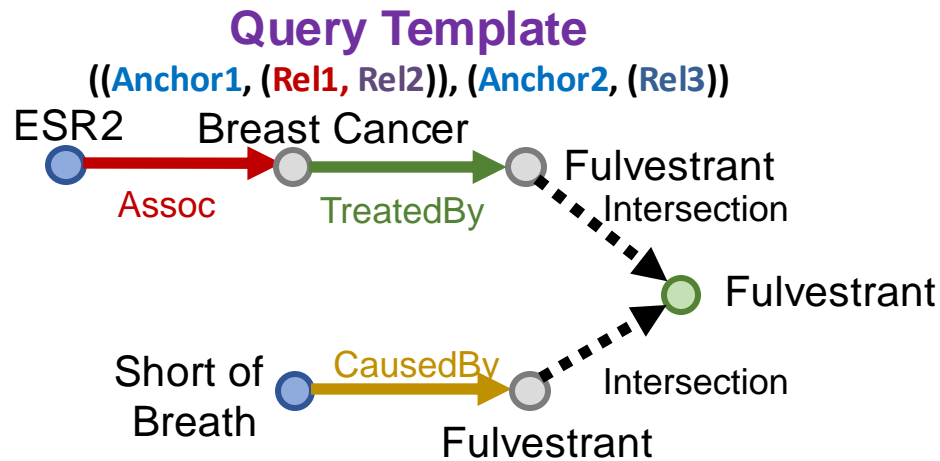 Query Template
((Anchor1, (Rel1, Rel2)), (Anchor2, (Rel3))
ESR2
Breast Cancer
Fulvestrant
Assoc
TreatedBy
Intersection
Fulvestrant
Short of
Breath
CausedBy
Intersection
Fulvestrant